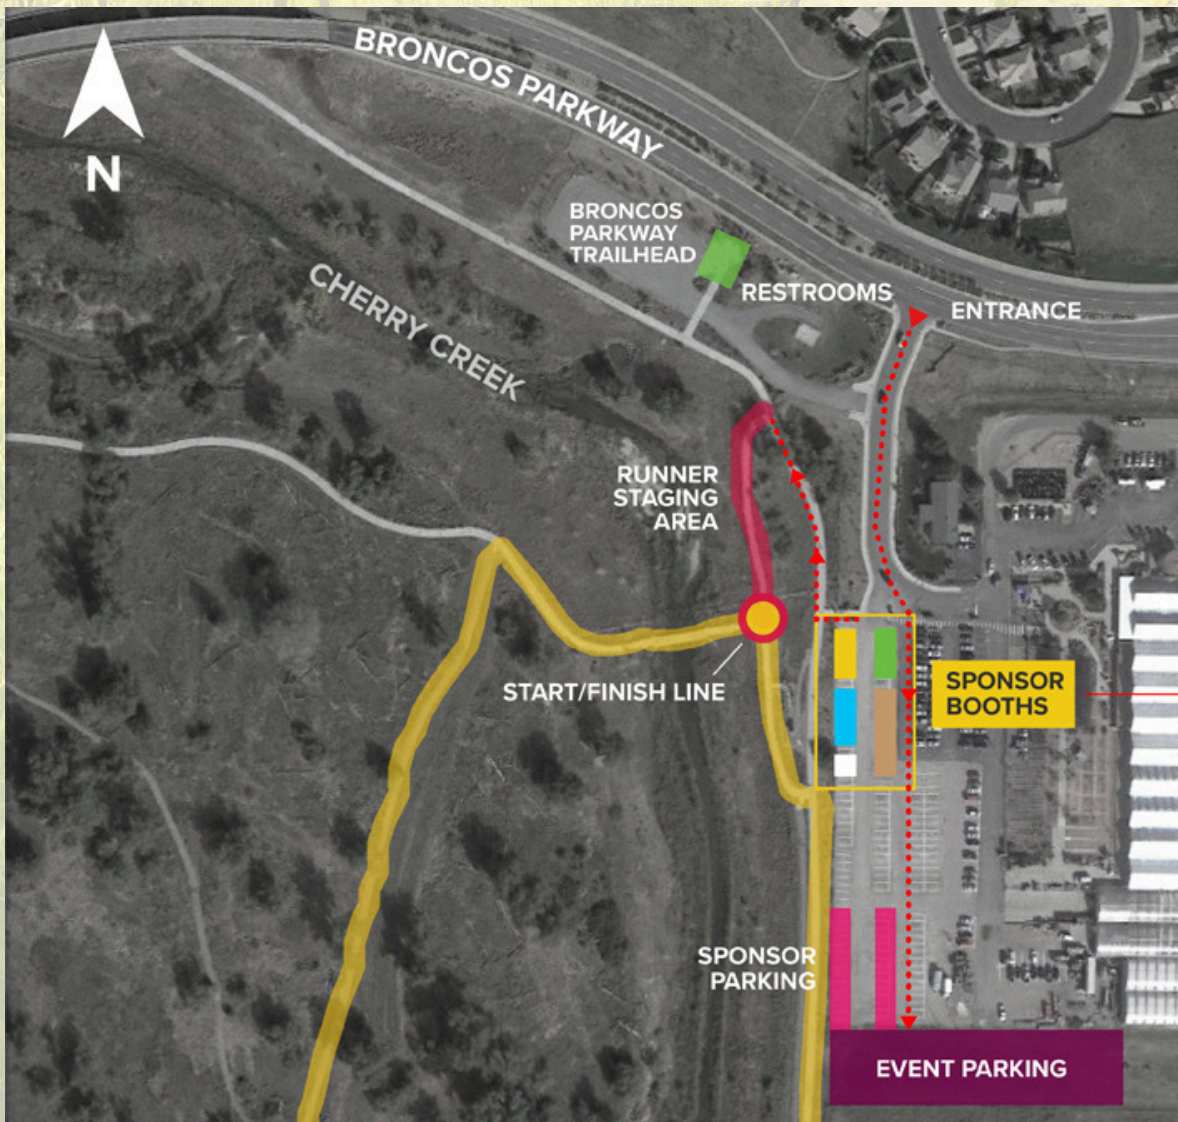 BRONCOS PARKWAY
N
BRONCOS
PARKWAY
TRAILHEAD
RESTROOMS
ENTRANCE
CHERRY CREEK
RUNNER
STAGING
AREA
START/FINISH LINE
SPONSOR
BOOTHS
SPONSOR
PARKING
EVENT PARKING